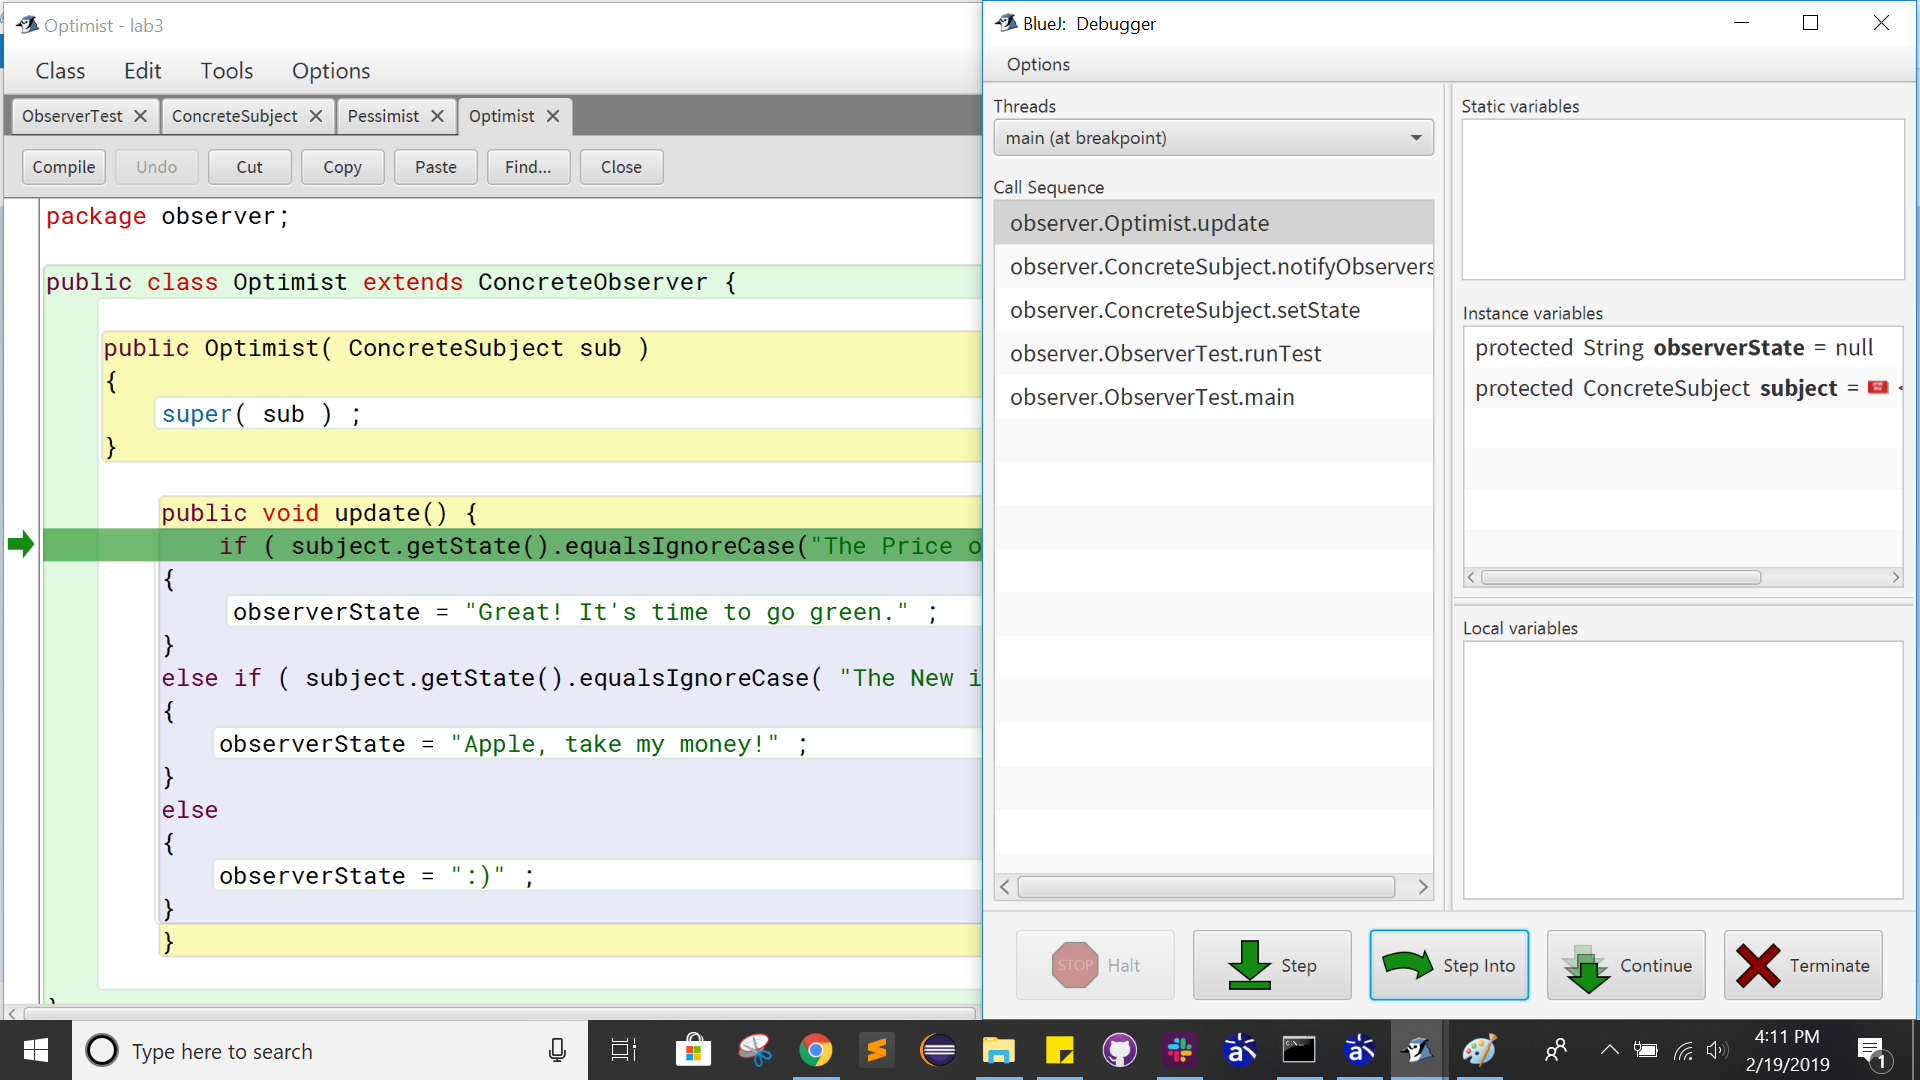 Optimist - lab3
Class Edit Tools Options
ObserverTest ConcreteSubject Pessimist Optimist
Compile Undo Cut Copy Paste Find... Close
package observer;
public class Optimist extends ConcreteObserver {
public Optimist( ConcreteSubject sub )
{
super( sub ) ;
}
public void update() {
if ( subject.getState().equalsIgnoreCase("The Price o
{
observerState = "Great! It's time to go green." ;
}
else if ( subject.getState().equalsIgnoreCase( "The New i
{
observerState = "Apple, take my money!" ;
}
else
{
observerState = ":)" ;
}
}
BlueJ: Debugger
Options
Threads
main (at breakpoint)
Call Sequence
observer.Optimist.update
observer.ConcreteSubject.notifyObservers
observer.ConcreteSubject.setState
observer.ObserverTest.runTest
observer.ObserverTest.main
Static variables
Instance variables
protected String observerState = null
protected ConcreteSubject subject =
Local variables
STOP Halt Step Step Into Continue Terminate
Type here to search
4:11 PM
2/19/2019
1